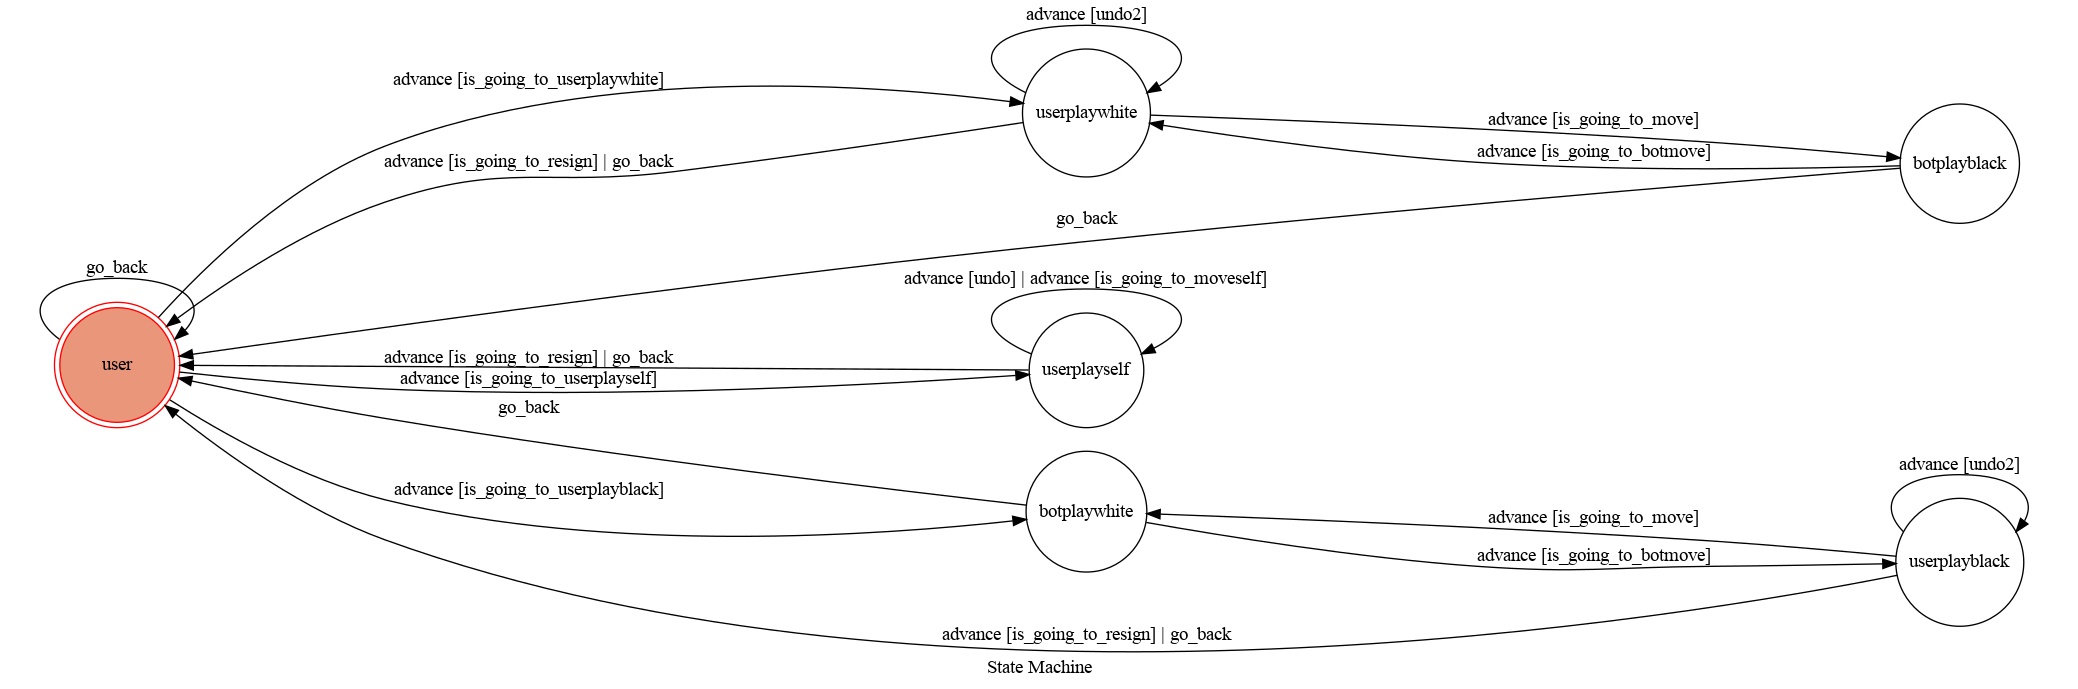 advance [undo2]
advance [is_going_to_userplaywhite]
userplaywhite
advance [is_going_to_move]
advance [is_going_to_botmove]
botplayblack
advance [is_going_to_resign] | go_back
go_back
go_back
advance [undo] | advance [is_going_to_moveself]
user
advance [is_going_to_resign] | go_back
userplayself
advance [is_going_to_userplayself]
go_back
advance [is_going_to_userplayblack]
botplaywhite
advance [undo2]
advance [is_going_to_move]
advance [is_going_to_botmove]
userplayblack
advance [is_going_to_resign] | go_back
State Machine